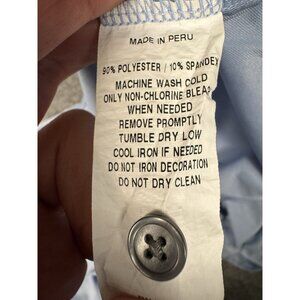 MADE IN PERU
90% POLYESTER / 10% SPANDEX
MACHINE WASH COLD
ONLY NON-CHLORINE BLEAC
WHEN NEEDED
REMOVE PROMPTLY
TUMBLE DRY LOW
COOL IRON IF NEEDED
DO NOT IRON DECORATION
DO NOT DRY CLEAN